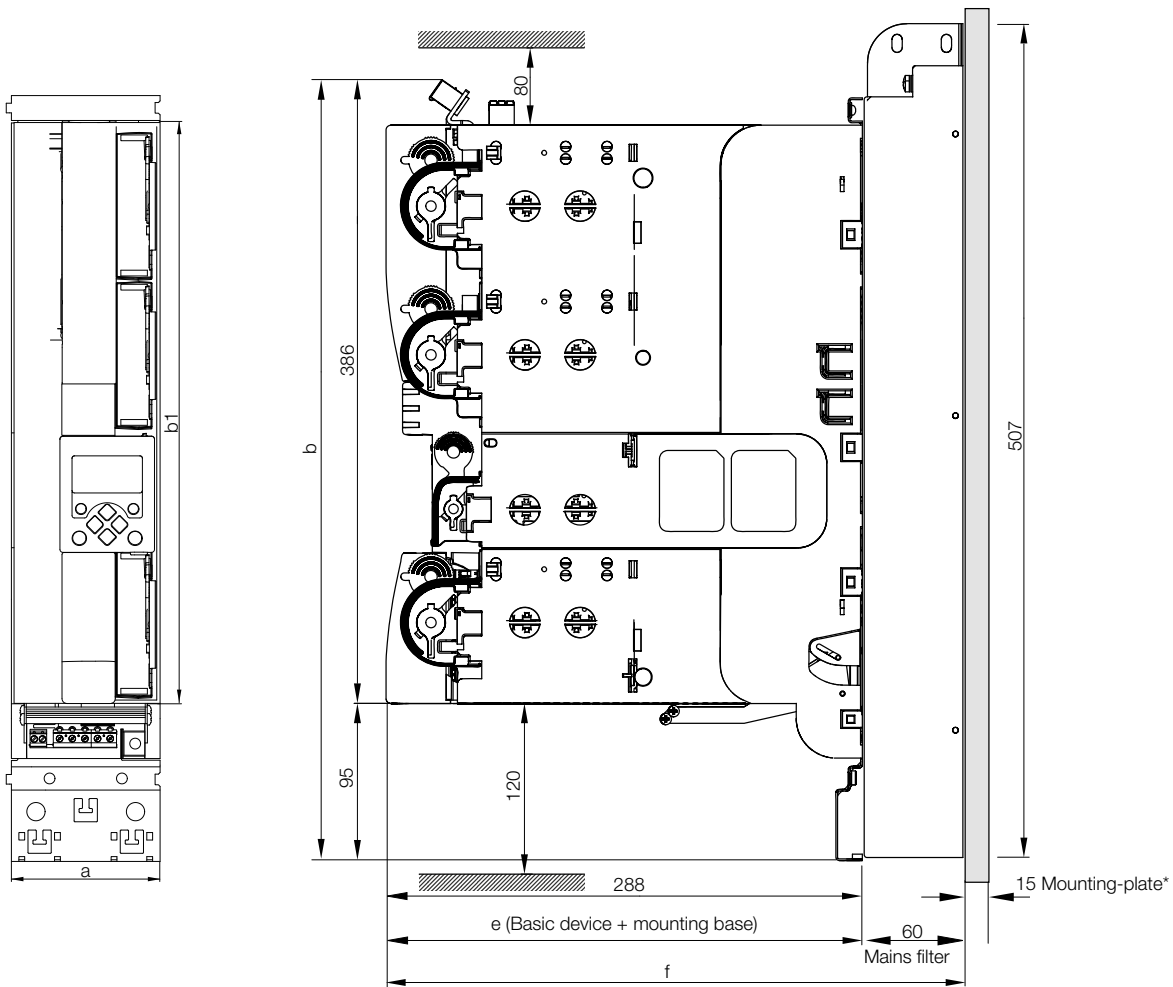 80
386
b
b1
507
95
120
a
288
15 Mounting-plate*
e (Basic device + mounting base)
60
Mains filter
f